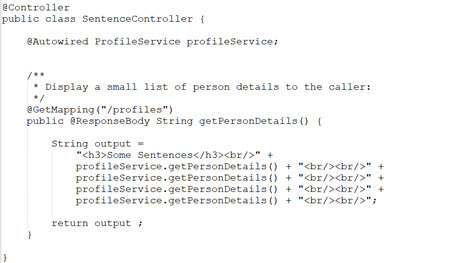 @Controller
public class SentenceController {
@Autowired ProfileService profileService;
/**
* Display a small list of person details to the caller:
*/
@GetMapping("/profiles")
public @ResponseBody String getPersonDetails() {
String output =
"<h3>Some Sentences</h3><br/>" +
profileService.getPersonDetails() + "<br/><br/>" +
profileService.getPersonDetails() + "<br/><br/>" +
profileService.getPersonDetails() + "<br/><br/>" +
profileService.getPersonDetails() + "<br/><br/>";
return output ;
}
}